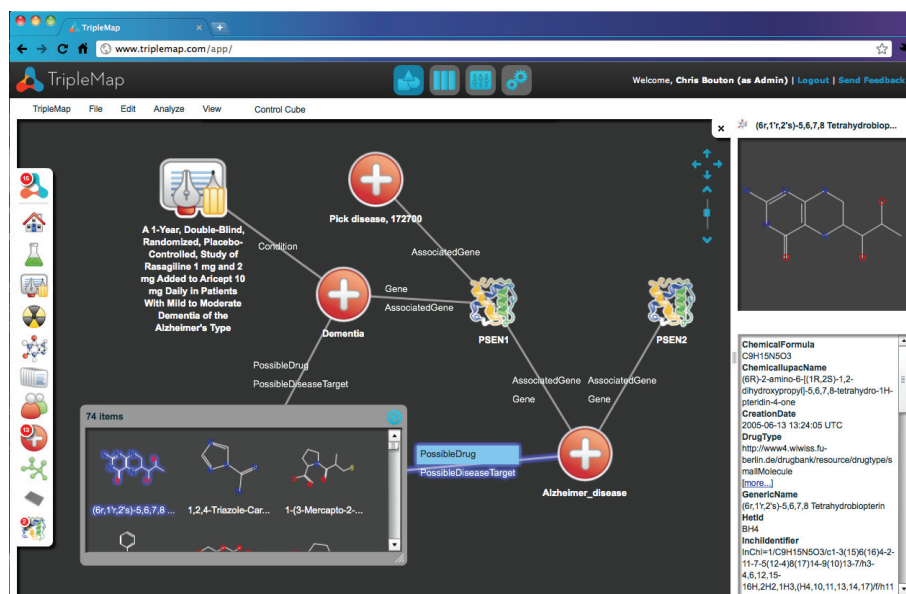 TripleMap
www.triplemap.com/app/
TripleMap
Welcome, Chris Bouton (as Admin) | Logout | Send Feedback
TripleMap File Edit Analyze View Control Cube
(6r,1'r,2's)-5,6,7,8 Tetrahydrobiop...
A 1-Year, Double-Blind,
Randomized, Placebo-
Controlled, Study of
Rasagiline 1 mg and 2
mg Added to Aricept 10
mg Daily in Patients
With Mild to Moderate
Dementia of the
Alzheimer's Type
Pick disease, 172700
Condition
AssociatedGene
Gene
AssociatedGene
Dementia
PSEN1
PSEN2
PossibleDrug
PossibleDiseaseTarget
AssociatedGene
Gene
AssociatedGene
Gene
74 items
(6r,1'r,2's)-5,6,7,8 ...
1,2,4-Triazole-Car...
1-(3-Mercapto-2-...
PossibleDrug
PossibleDiseaseTarget
Alzheimer_disease
15
13
2
ChemicalFormula
C9H15N5O3
ChemicalIupacName
(6R)-2-amino-6-[(1R,2S)-1,2-
dihydroxypropyl]-5,6,7,8-tetrahydro-1H-
pteridin-4-one
CreationDate
2005-06-13 13:24:05 UTC
DrugType
http://www4.wiwiss.fu-
berlin.de/drugbank/resource/drugtype/s
mallMolecule
[more...]
GenericName
(6r,1'r,2's)-5,6,7,8 Tetrahydrobiopterin
HetId
BH4
InchiIdentifier
InChI=1/C9H15N5O3/c1-3(15)6(16)4-2-
11-7-5(12-4)8(17)14-9(10)13-7/h3-
4,6,12,15-
16H,2H2,1H3,(H4,10,11,13,14,17)/f/h11